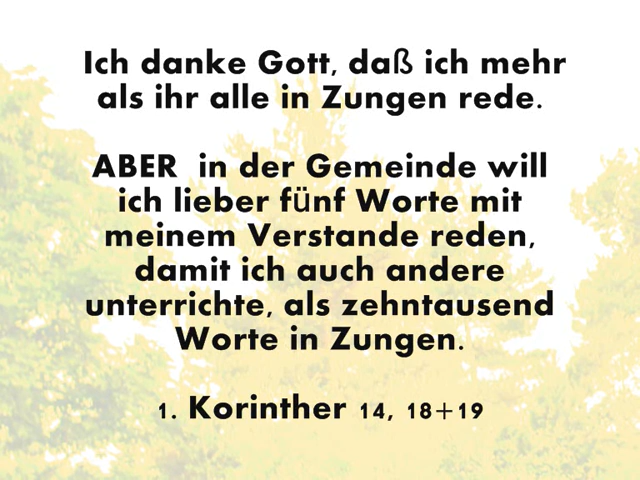 Ich danke Gott, daß ich mehr
als ihr alle in Zungen rede.
ABER in der Gemeinde will
ich lieber fünf Worte mit
meinem Verstande reden,
damit ich auch andere
unterrichte, als zehntausend
Worte in Zungen.
1. Korinther 14, 18+19